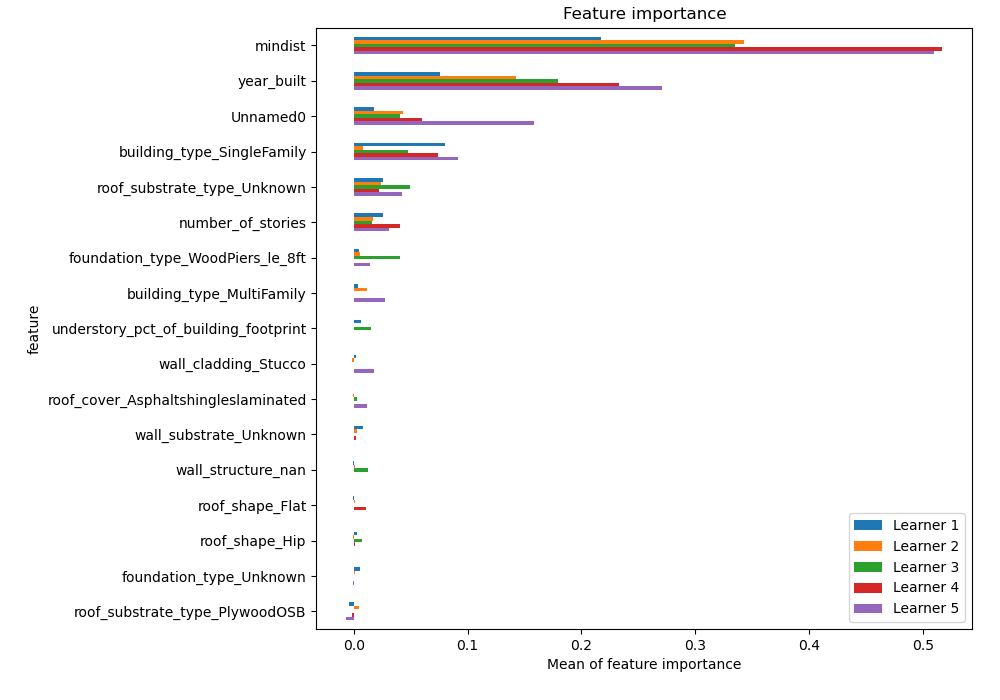 Feature importance
mindist
year_built
Unnamed0
building_type_SingleFamily
roof_substrate_type_Unknown
number_of_stories
foundation_type_WoodPiers_le_8ft
building_type_MultiFamily
understory_pct_of_building_footprint
wall_cladding_Stucco
roof_cover_Asphaltshingleslaminated
wall_substrate_Unknown
wall_structure_nan
roof_shape_Flat
roof_shape_Hip
foundation_type_Unknown
roof_substrate_type_PlywoodOSB
feature
Learner 1
Learner 2
Learner 3
Learner 4
Learner 5
0.0 0.1 0.2 0.3 0.4 0.5
Mean of feature importance